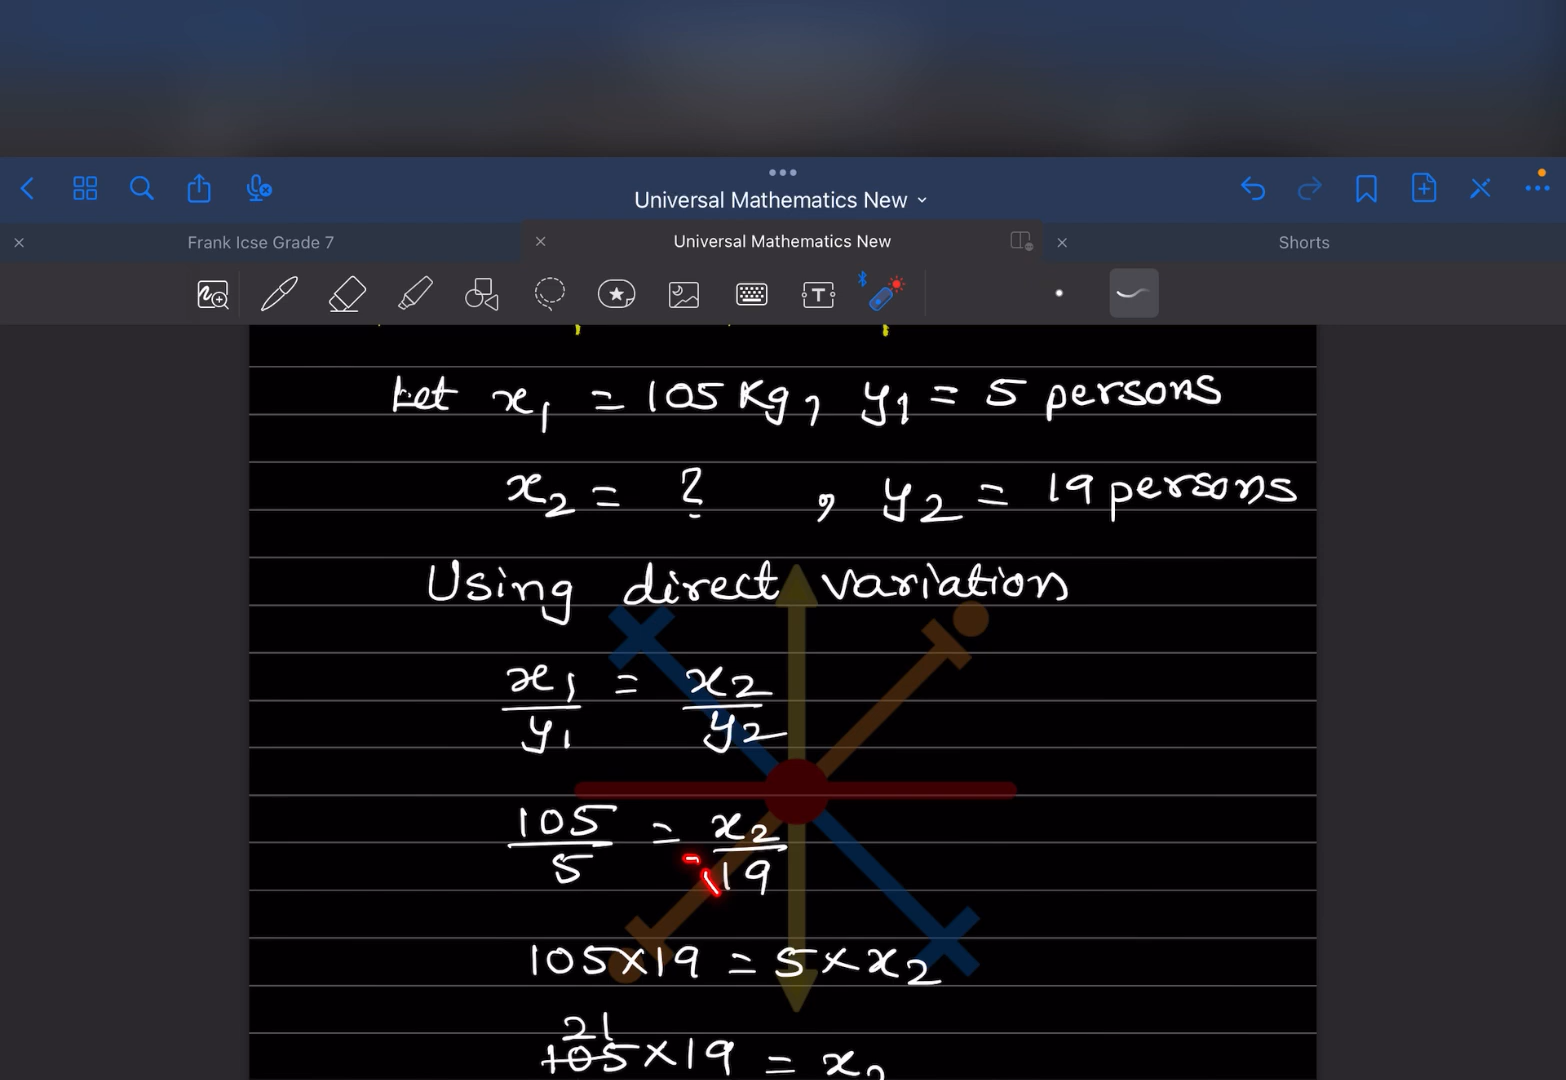 Universal Mathematics New
Frank Icse Grade 7
Universal Mathematics New
Shorts
T
Let x₁ = 105 Kg, y₁ = 5 persons
x₂ = ? , y₂ = 19 persons
Using direct variation
x₁/y₁ = x₂/y₂
105/5 = x₂/19
105×19 = 5×x₂
21
105×19 = x₂